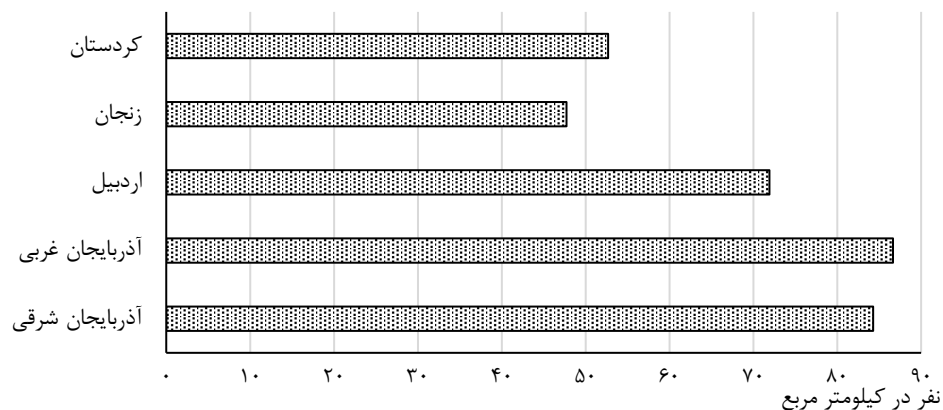 کردستان
زنجان
اردبیل
آذربایجان غربی
آذربایجان شرقی
۰ ۱۰ ۲۰ ۳۰ ۴۰ ۵۰ ۶۰ ۷۰ ۸۰ ۹۰
نفر در کیلومتر مربع